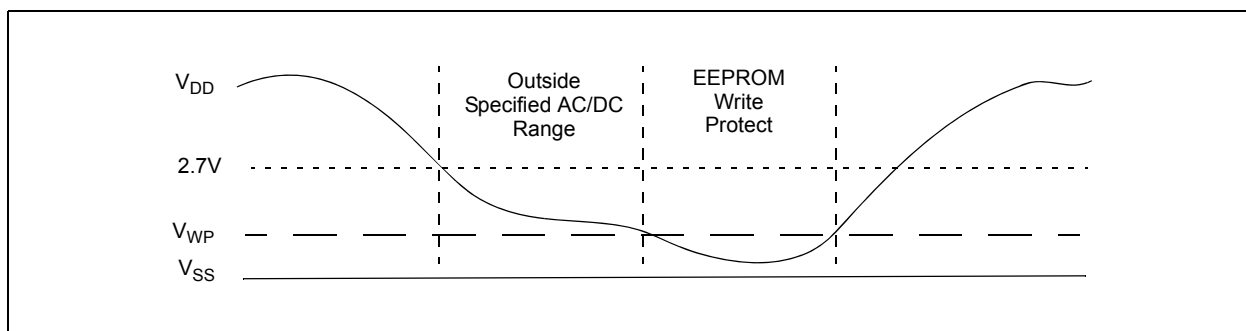 Outside
Specified AC/DC
Range
EEPROM
Write
Protect
VDD
2.7V
VWP
VSS